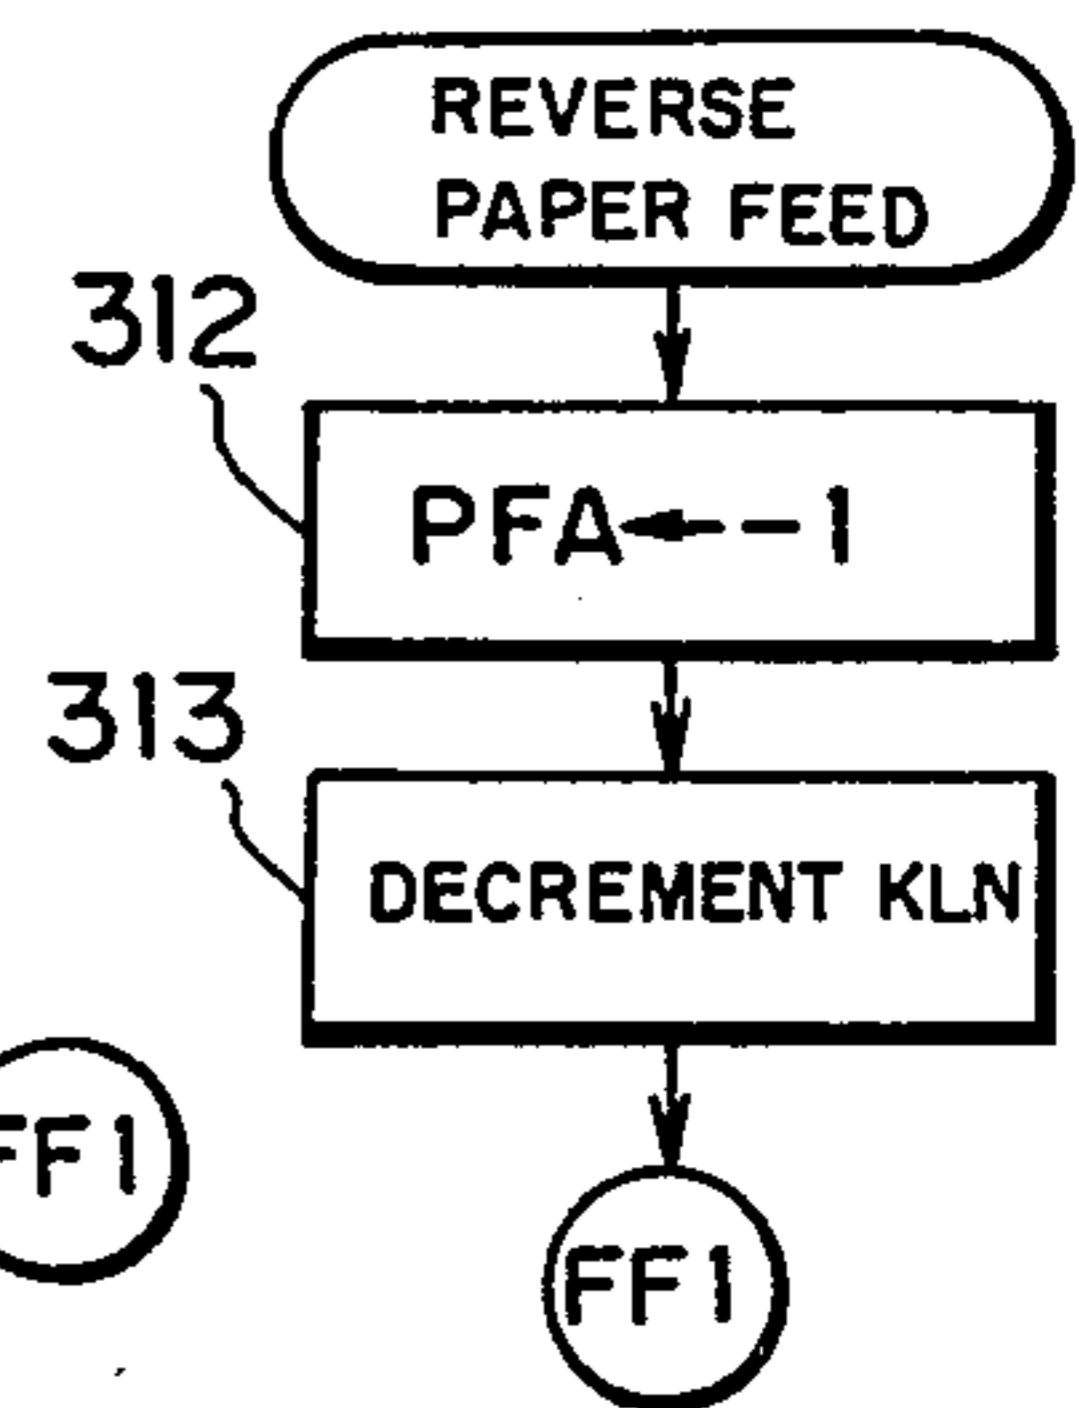 REVERSE
PAPER FEED
312
PFA ← -1
313
DECREMENT KLN
FF1
FF1